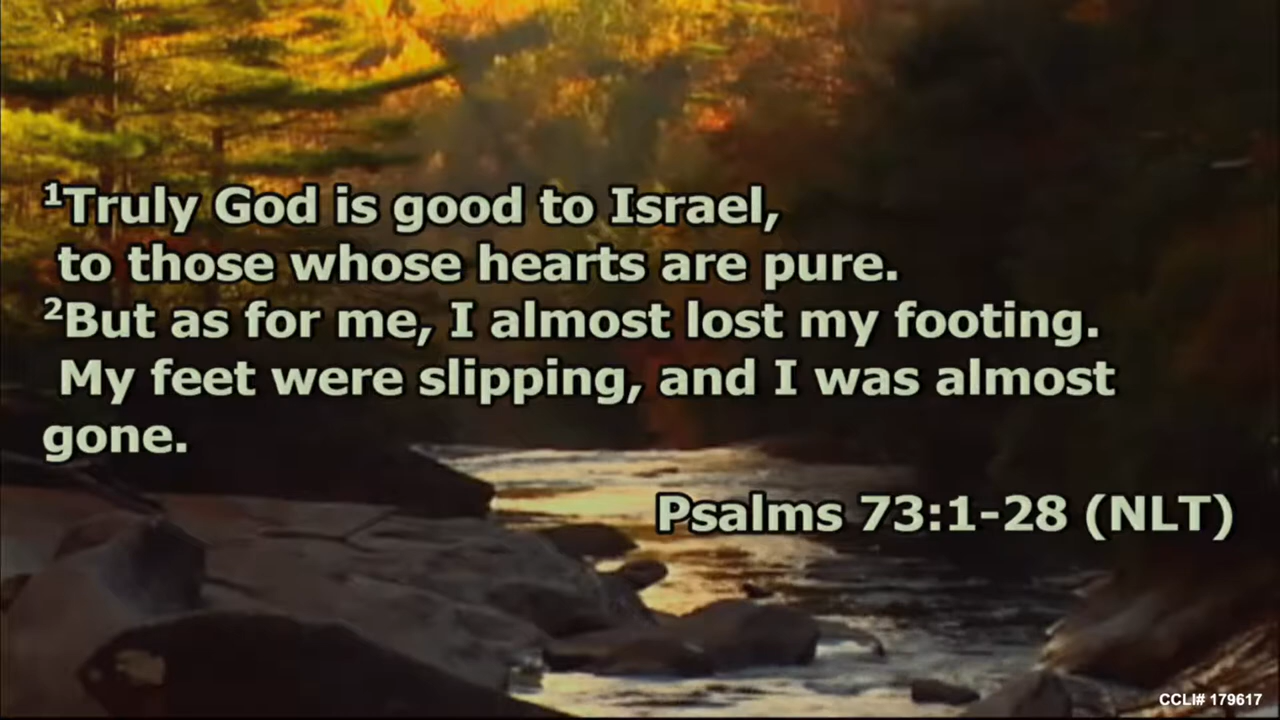 ¹Truly God is good to Israel,
to those whose hearts are pure.
²But as for me, I almost lost my footing.
My feet were slipping, and I was almost
gone.
Psalms 73:1-28 (NLT)
CCLI# 179617